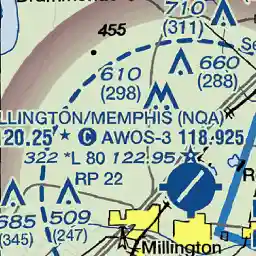 710
(311)
455
660
(288)
610
(298)
LLINGTON/MEMPHIS (NQA)
20.25 * C AWOS-3 118.925
322 *L 80 122.95
RP 22
685
(345)
509
(247)
Millington